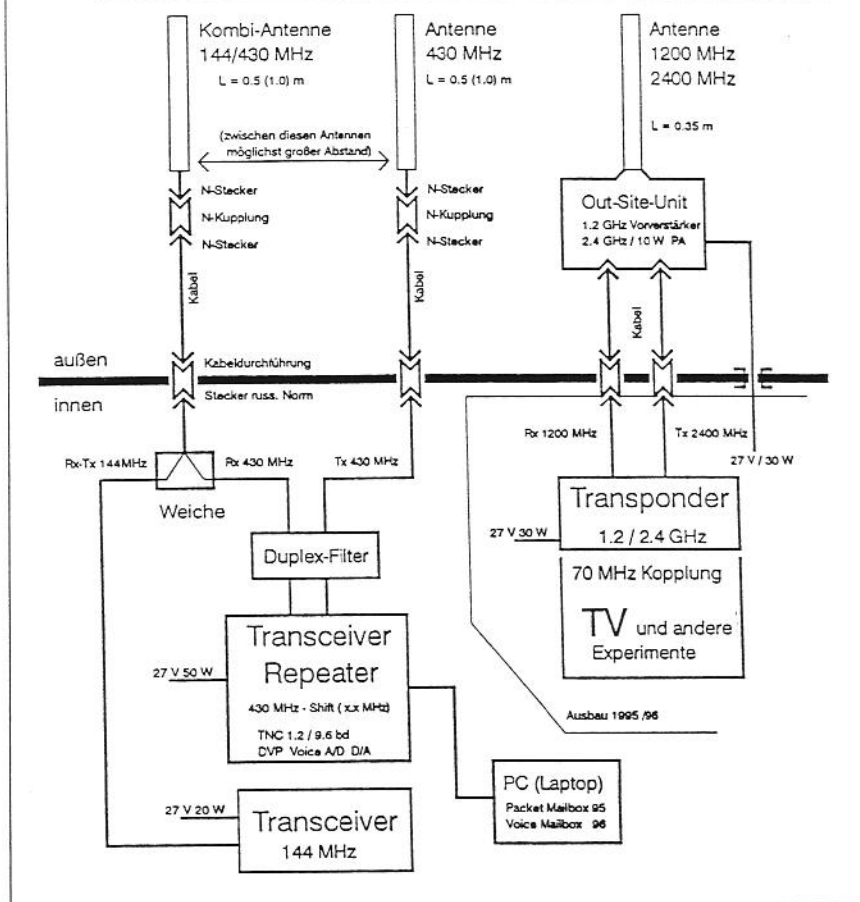 Kombi-Antenne
144/430 MHz
L = 0.5 (1.0) m
Antenne
430 MHz
L = 0.5 (1.0) m
Antenne
1200 MHz
2400 MHz
L = 0.35 m
(zwischen diesen Antennen
möglichst großer Abstand)
N-Stecker
N-Kupplung
N-Stecker
N-Stecker
N-Kupplung
N-Stecker
Out-Site-Unit
1.2 GHz Vorverstärker
2.4 GHz / 10 W PA
Kabel
Kabel
Kabel
außen
innen
Kabeldurchführung
Stecker russ. Norm
Rx-Tx 144MHz
Rx 430 MHz
Tx 430 MHz
Rx 1200 MHz
Tx 2400 MHz
27 V / 30 W
Weiche
Duplex-Filter
Transponder
1.2 / 2.4 GHz
27 V 30 W
70 MHz Kopplung
TV und andere
Experimente
Transceiver
Repeater
430 MHz - Shift (x.x MHz)
TNC 1.2 / 9.6 bd
DVP Voice A/D D/A
27 V 50 W
Ausbau 1995/96
PC (Laptop)
Packet Mailbox 95
Voice Mailbox 96
27 V 20 W
Transceiver
144 MHz